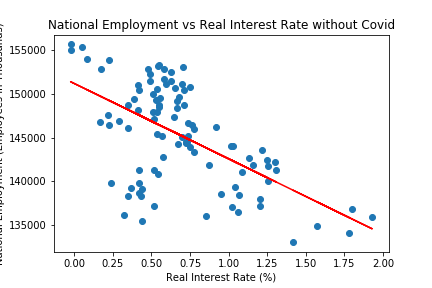 National Employment vs Real Interest Rate without Covid
National Employment (Employees in Thousands)
155000
150000
145000
140000
135000
0.00 0.25 0.50 0.75 1.00 1.25 1.50 1.75 2.00
Real Interest Rate (%)